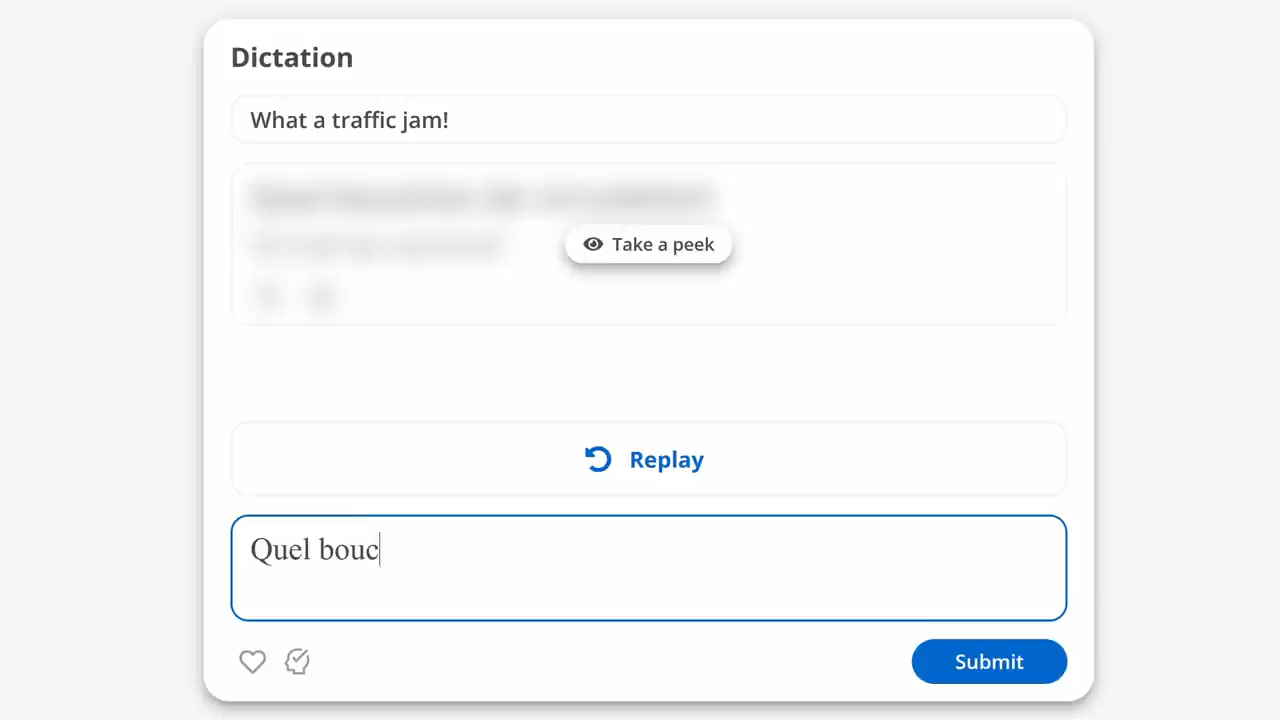 Dictation
What a traffic jam!
Take a peek
Replay
Quel bouc
Submit